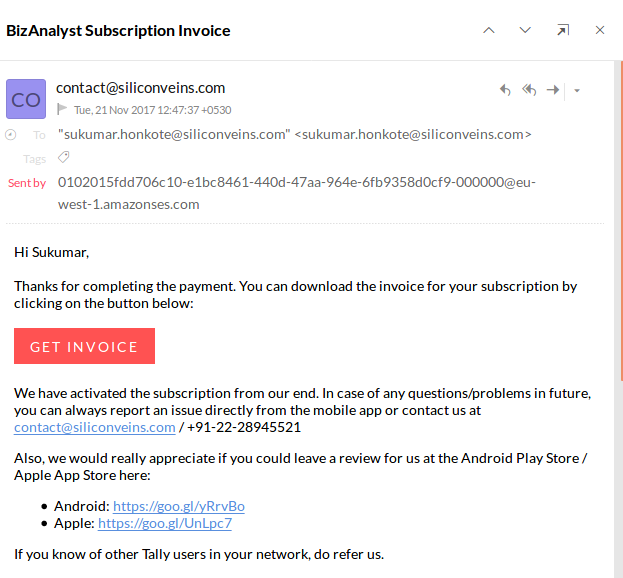 BizAnalyst Subscription Invoice
CO
contact@siliconveins.com
Tue, 21 Nov 2017 12:47:37 +0530
To "sukumar.honkote@siliconveins.com" <sukumar.honkote@siliconveins.com>
Tags
Sent by 0102015fdd706c10-e1bc8461-440d-47aa-964e-6fb9358d0cf9-000000@eu-
west-1.amazonses.com
Hi Sukumar,
Thanks for completing the payment. You can download the invoice for your subscription by
clicking on the button below:
GET INVOICE
We have activated the subscription from our end. In case of any questions/problems in future,
you can always report an issue directly from the mobile app or contact us at
contact@siliconveins.com / +91-22-28945521
Also, we would really appreciate if you could leave a review for us at the Android Play Store /
Apple App Store here:
• Android: https://goo.gl/yRrvBo
• Apple: https://goo.gl/UnLpc7
If you know of other Tally users in your network, do refer us.